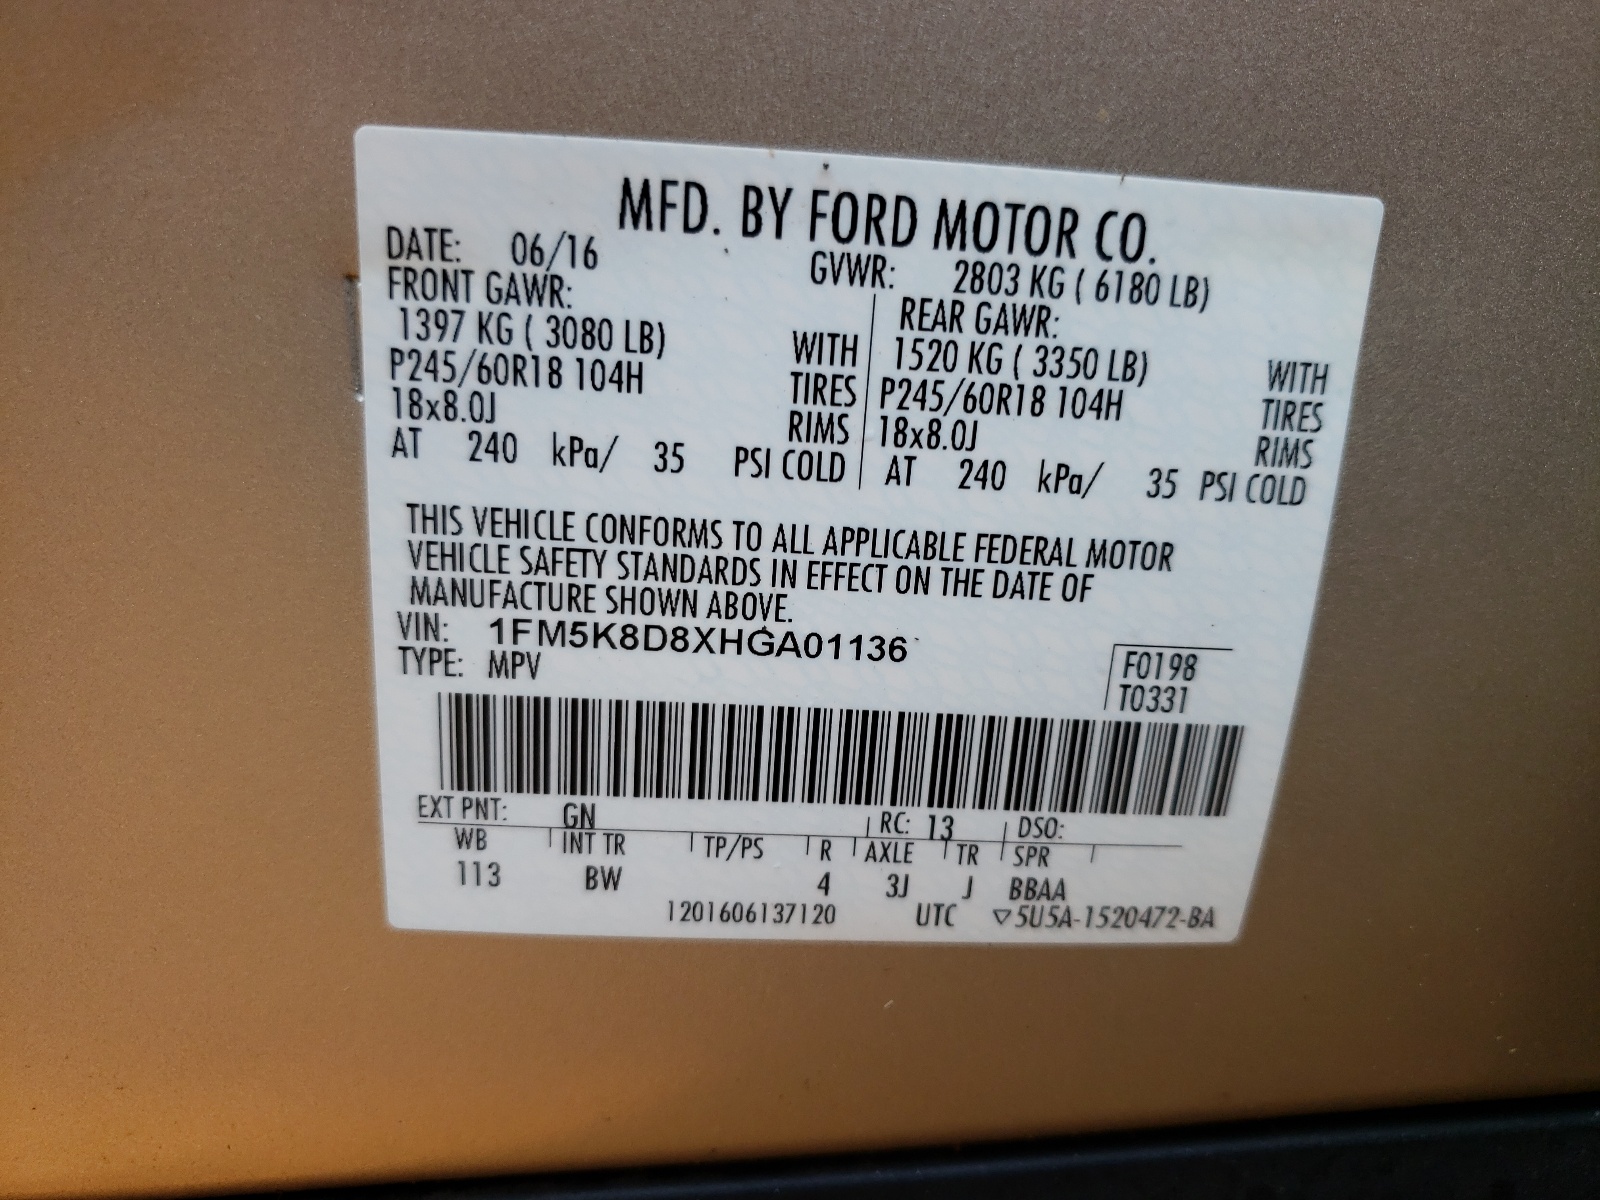 MFD. BY FORD MOTOR CO.
DATE: 06/16 GVWR: 2803 KG ( 6180 LB)
FRONT GAWR: REAR GAWR:
1397 KG ( 3080 LB) WITH 1520 KG ( 3350 LB) WITH
P245/60R18 104H TIRES P245/60R18 104H TIRES
18x8.0J RIMS 18x8.0J RIMS
AT 240 kPa/ 35 PSI COLD AT 240 kPa/ 35 PSI COLD
THIS VEHICLE CONFORMS TO ALL APPLICABLE FEDERAL MOTOR
VEHICLE SAFETY STANDARDS IN EFFECT ON THE DATE OF
MANUFACTURE SHOWN ABOVE.
VIN: 1FM5K8D8XHGA01136
TYPE: MPV
F0198
T0331
EXT PNT: GN RC: 13 DSO:
WB INT TR TP/PS R AXLE TR SPR
113 BW 4 3J J BBAA
1201606137120 UTC ▽5U5A-1520472-BA